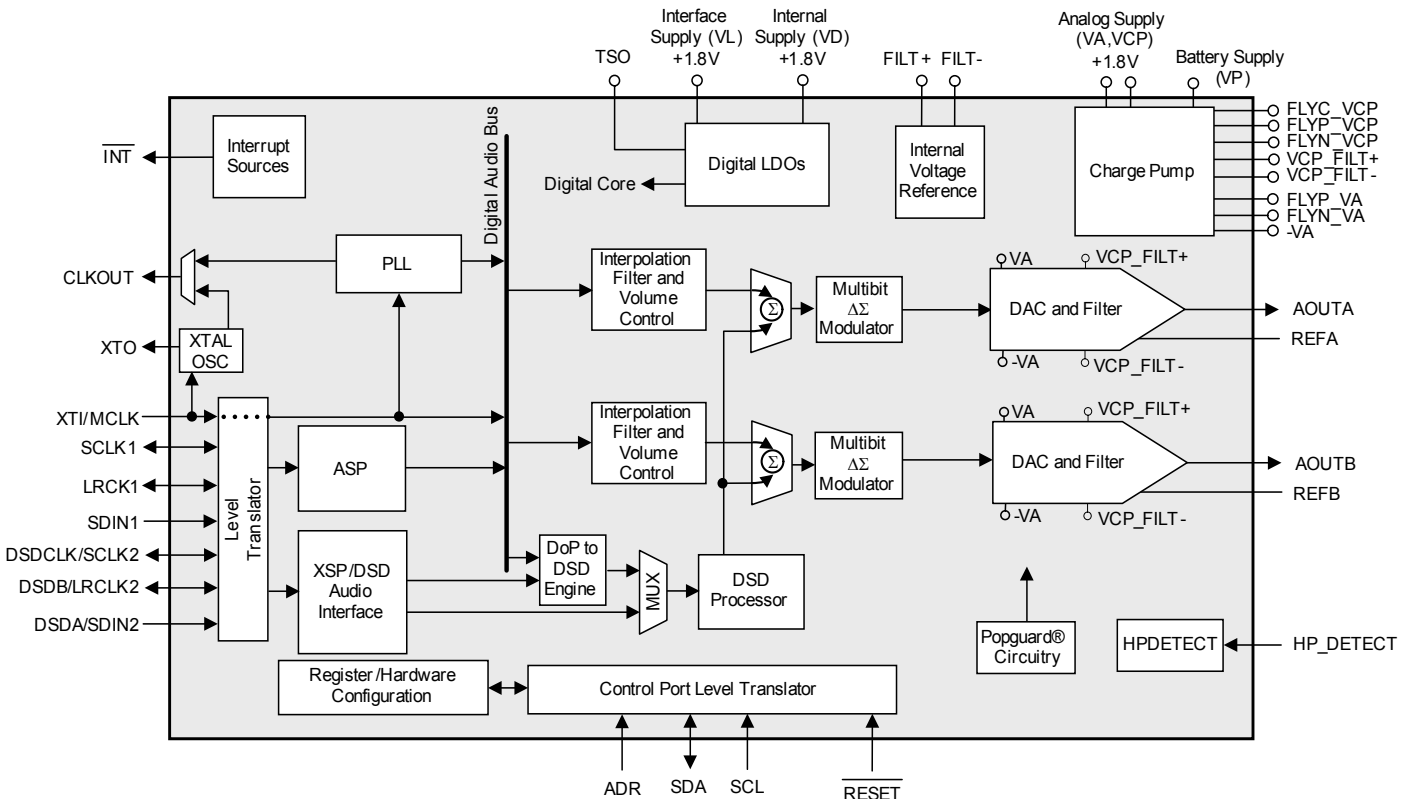 Interface
Supply (VL)
+1.8V
Internal
Supply (VD)
+1.8V
Analog Supply
(VA,VCP)
+1.8V
Battery Supply
(VP)
TSO
FILT+
FILT-
FLYC_VCP
FLYP_VCP
FLYN_VCP
VCP_FILT+
VCP_FILT-
FLYP_VA
FLYN_VA
-VA
INT
Interrupt
Sources
Digital Audio Bus
Digital LDOs
Digital Core
Internal
Voltage
Reference
Charge Pump
CLKOUT
PLL
XTO
XTAL
OSC
Interpolation
Filter and
Volume
Control
Σ
Multibit
ΔΣ
Modulator
VA
VCP_FILT+
DAC and Filter
-VA
VCP_FILT-
AOUTA
REFA
XTI/MCLK
SCLK1
LRCK1
SDIN1
DSDCLK/SCLK2
DSDB/LRCLK2
DSDA/SDIN2
Level
Translator
ASP
XSP/DSD
Audio
Interface
Interpolation
Filter and
Volume
Control
Σ
Multibit
ΔΣ
Modulator
VA
VCP_FILT+
DAC and Filter
-VA
VCP_FILT-
AOUTB
REFB
DoP to
DSD
Engine
MUX
DSD
Processor
Popguard®
Circuitry
HPDETECT
HP_DETECT
Register/Hardware
Configuration
Control Port Level Translator
ADR
SDA
SCL
RESET